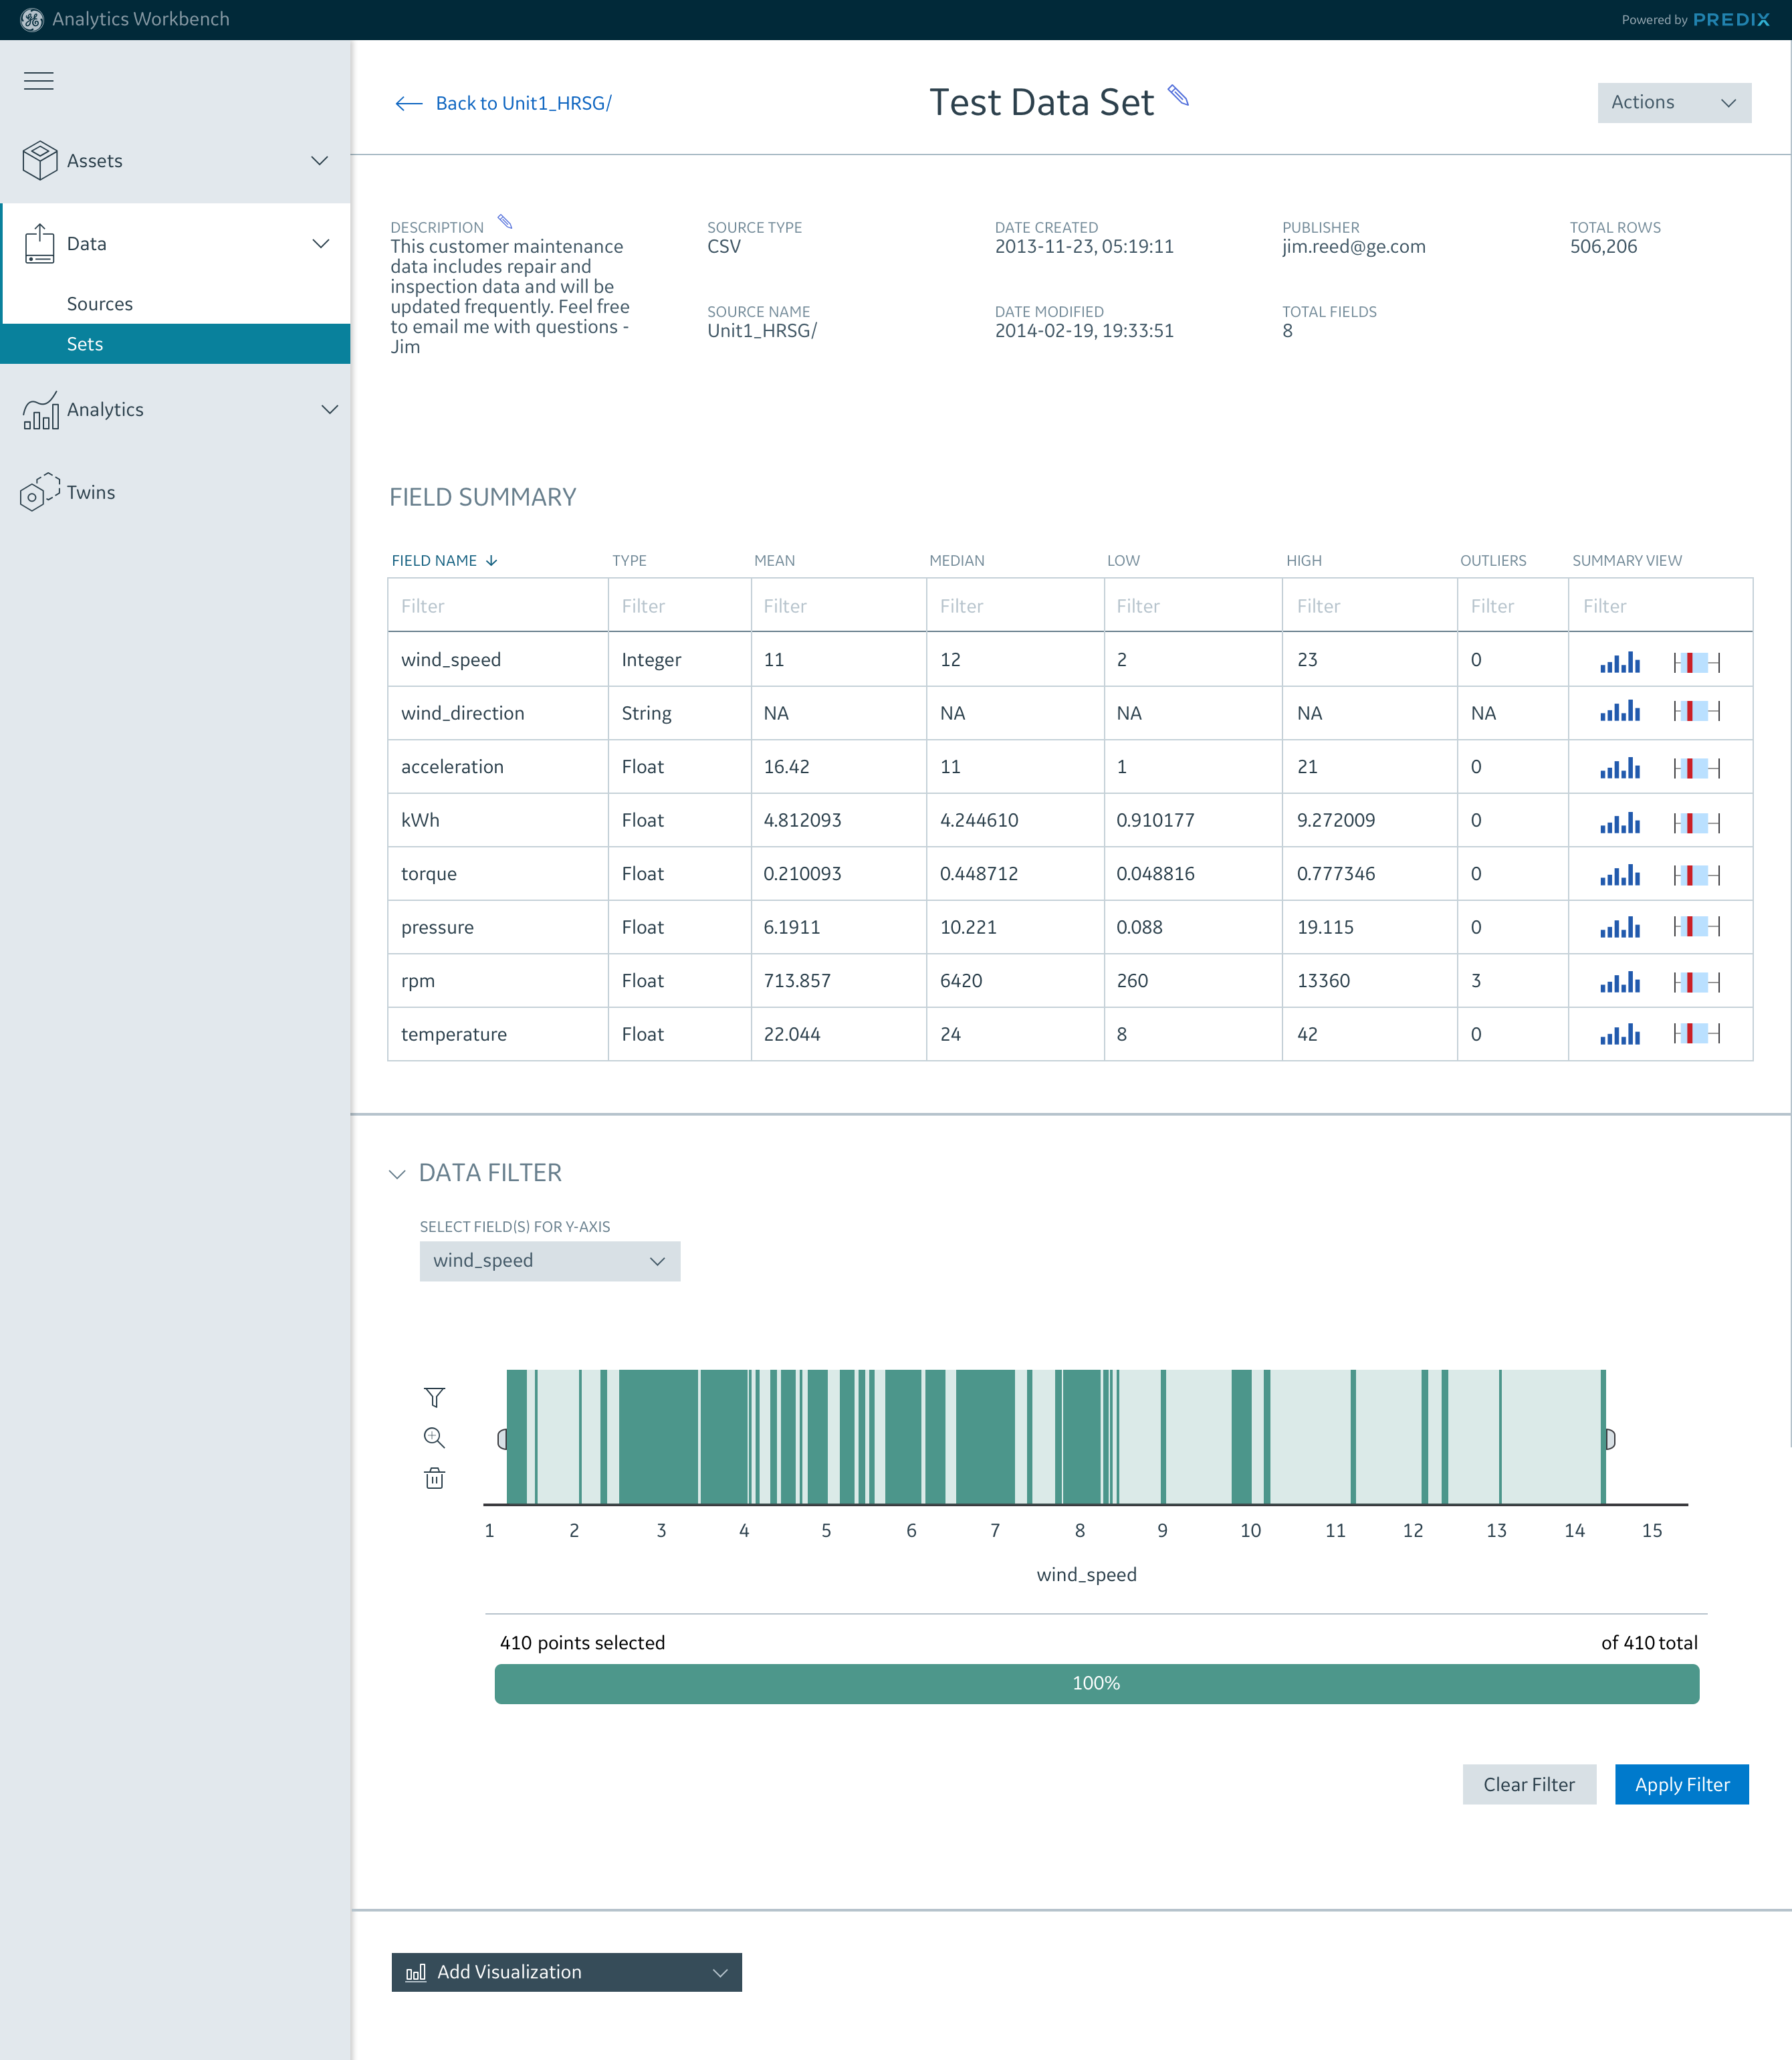 Analytics Workbench
Powered by PREDIX
Back to Unit1_HRSG/
Test Data Set
Actions
Assets
Data
Sources
Sets
Analytics
Twins
DESCRIPTION
This customer maintenance
data includes repair and
inspection data and will be
updated frequently. Feel free
to email me with questions -
Jim
SOURCE TYPE
CSV
SOURCE NAME
Unit1_HRSG/
DATE CREATED
2013-11-23, 05:19:11
DATE MODIFIED
2014-02-19, 19:33:51
PUBLISHER
jim.reed@ge.com
TOTAL FIELDS
8
TOTAL ROWS
506,206
FIELD SUMMARY
FIELD NAME TYPE MEAN MEDIAN LOW HIGH OUTLIERS SUMMARY VIEW
Filter Filter Filter Filter Filter Filter Filter Filter
wind_speed Integer 11 12 2 23 0
wind_direction String NA NA NA NA NA
acceleration Float 16.42 11 1 21 0
kWh Float 4.812093 4.244610 0.910177 9.272009 0
torque Float 0.210093 0.448712 0.048816 0.777346 0
pressure Float 6.1911 10.221 0.088 19.115 0
rpm Float 713.857 6420 260 13360 3
temperature Float 22.044 24 8 42 0
DATA FILTER
SELECT FIELD(S) FOR Y-AXIS
wind_speed
1 2 3 4 5 6 7 8 9 10 11 12 13 14 15
wind_speed
410 points selected
of 410 total
100%
Clear Filter
Apply Filter
Add Visualization